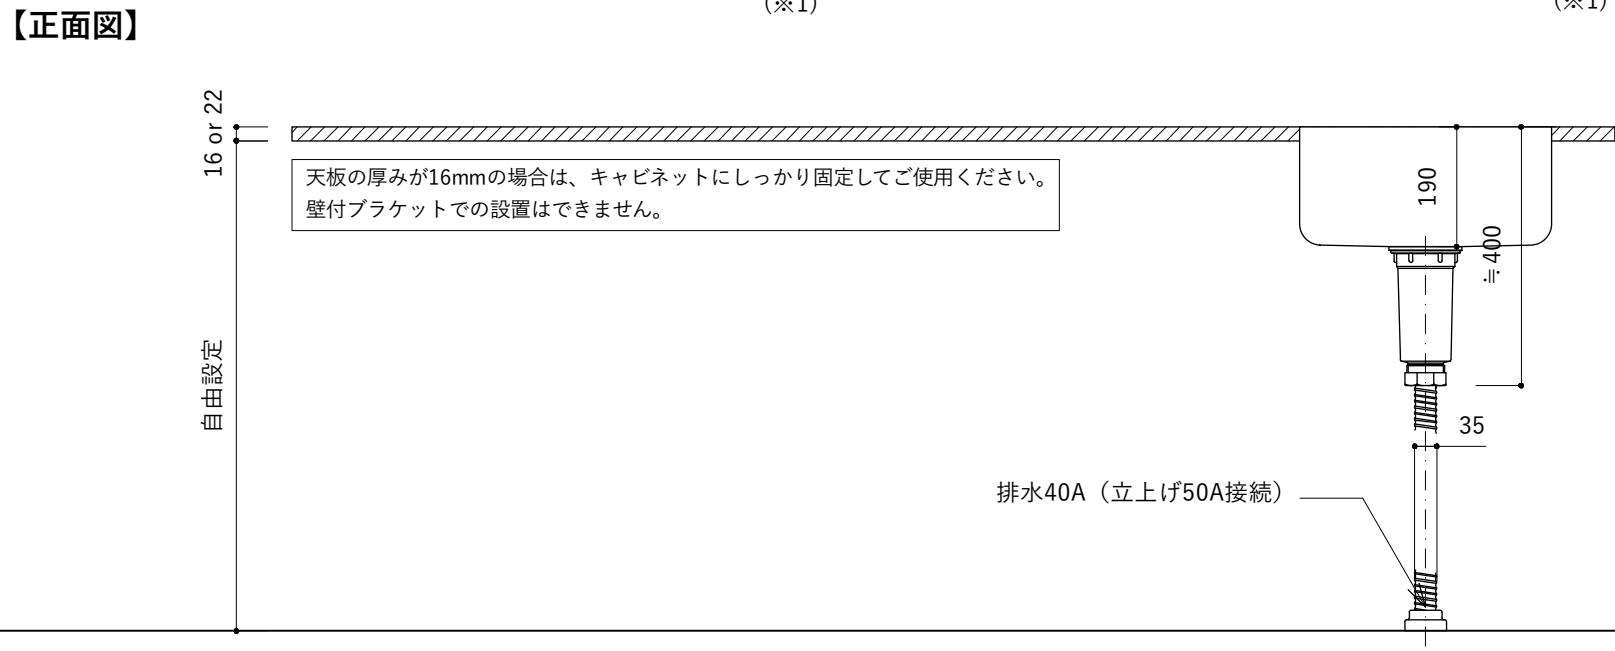 (※1)
(※1)
【正面図】
16 or 22
天板の厚みが16mmの場合は、キャビネットにしっかり固定してご使用ください。
壁付ブラケットでの設置はできません。
190
≒400
自由設定
35
排水40A（立上げ50A接続）